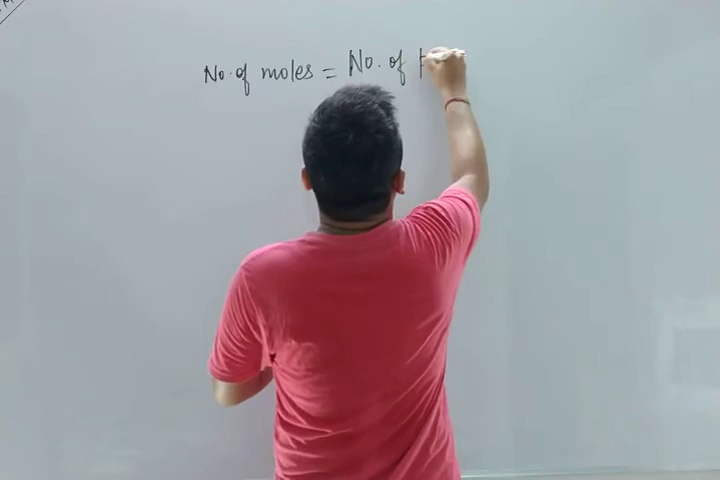 No. of moles = No. of